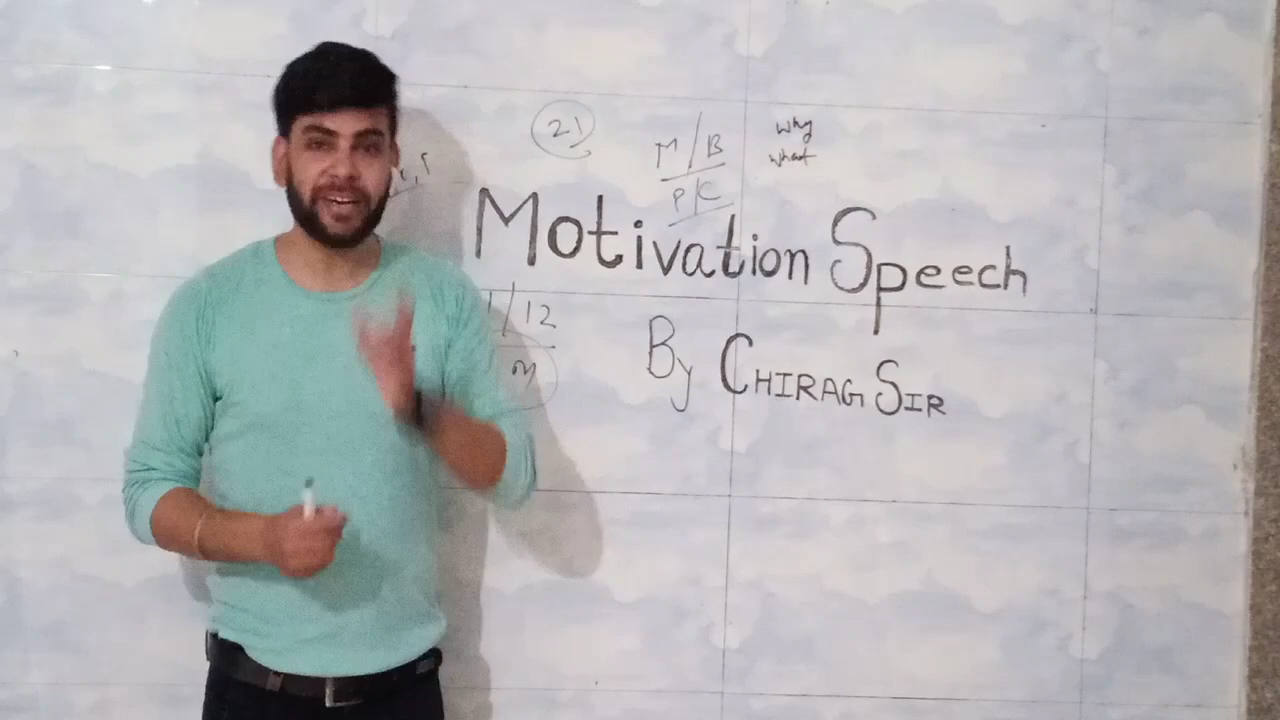 21
M/B
P/C
why
what
Motivation Speech
/12
m
By CHIRAG SIR